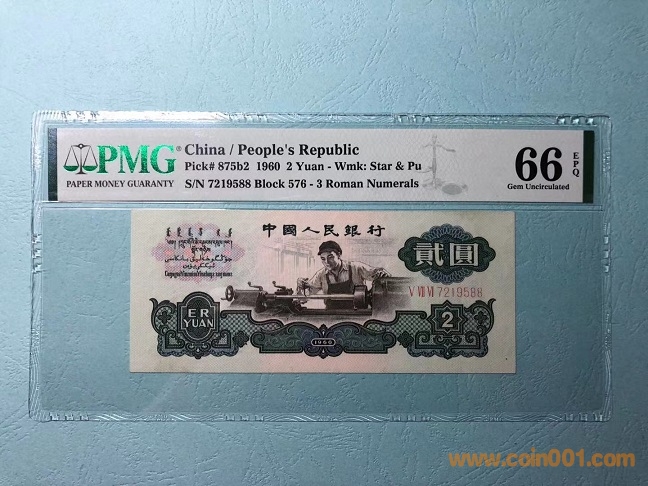 PMG
PAPER MONEY GUARANTY
China / People's Republic
Pick# 875b2 1960 2 Yuan - Wmk: Star & Pu
S/N 7219588 Block 576 - 3 Roman Numerals
66 EPQ
Gem Uncirculated
中國人民銀行
貳圓
V VII VI 7219588
ER
YUAN
2
1960
www.coin001.com